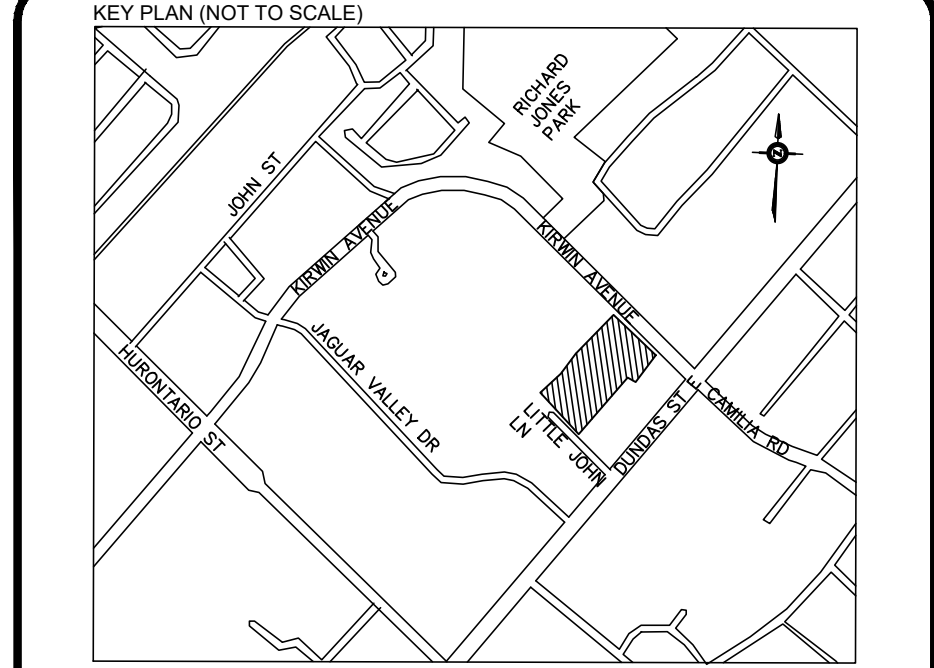 KEY PLAN (NOT TO SCALE)
RICHARD
JONES
PARK
JOHN ST
KIRWIN AVENUE
KIRWIN AVENUE
JAGUAR VALLEY DR
HURONTARIO ST
LITTLE JOHN
LN
DUNDAS ST E
CAMILIA RD
Z